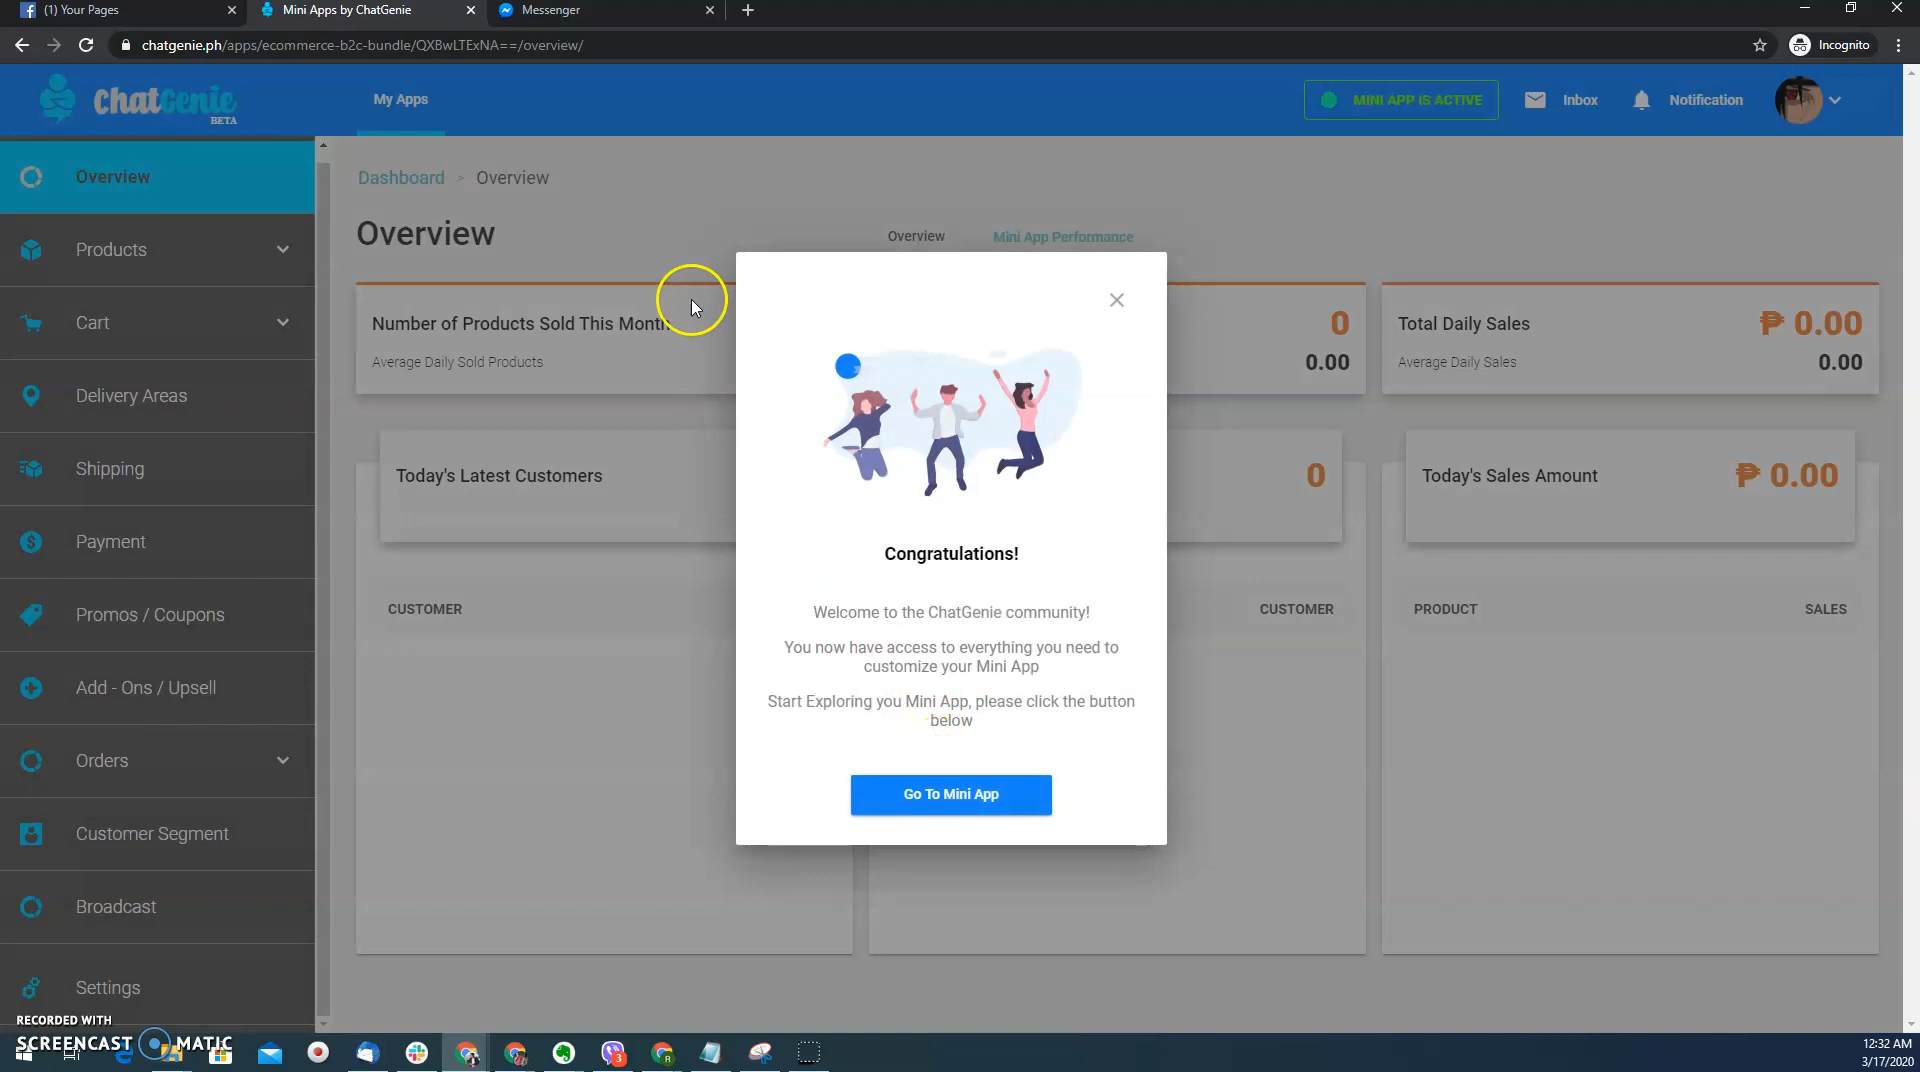 (1) Your Pages
Mini Apps by ChatGenie
Messenger
chatgenie.ph/apps/ecommerce-b2c-bundle/QXBwLTExNA==/overview/
Incognito
ChatGenie
BETA
My Apps
MINI APP IS ACTIVE
Inbox
Notification
Overview
Products
Cart
Delivery Areas
Shipping
Payment
Promos / Coupons
Add - Ons / Upsell
Orders
Customer Segment
Broadcast
Settings
Dashboard > Overview
Overview
Overview
Mini App Performance
Number of Products Sold This Month
Average Daily Sold Products
0
0.00
Total Daily Sales
₱ 0.00
Average Daily Sales
0.00
Today's Latest Customers
0
Today's Sales Amount
₱ 0.00
CUSTOMER
CUSTOMER
PRODUCT
SALES
Congratulations!
Welcome to the ChatGenie community!
You now have access to everything you need to
customize your Mini App
Start Exploring you Mini App, please click the button
below
Go To Mini App
RECORDED WITH
SCREENCAST MATIC
3
R
12:32 AM
3/17/2020